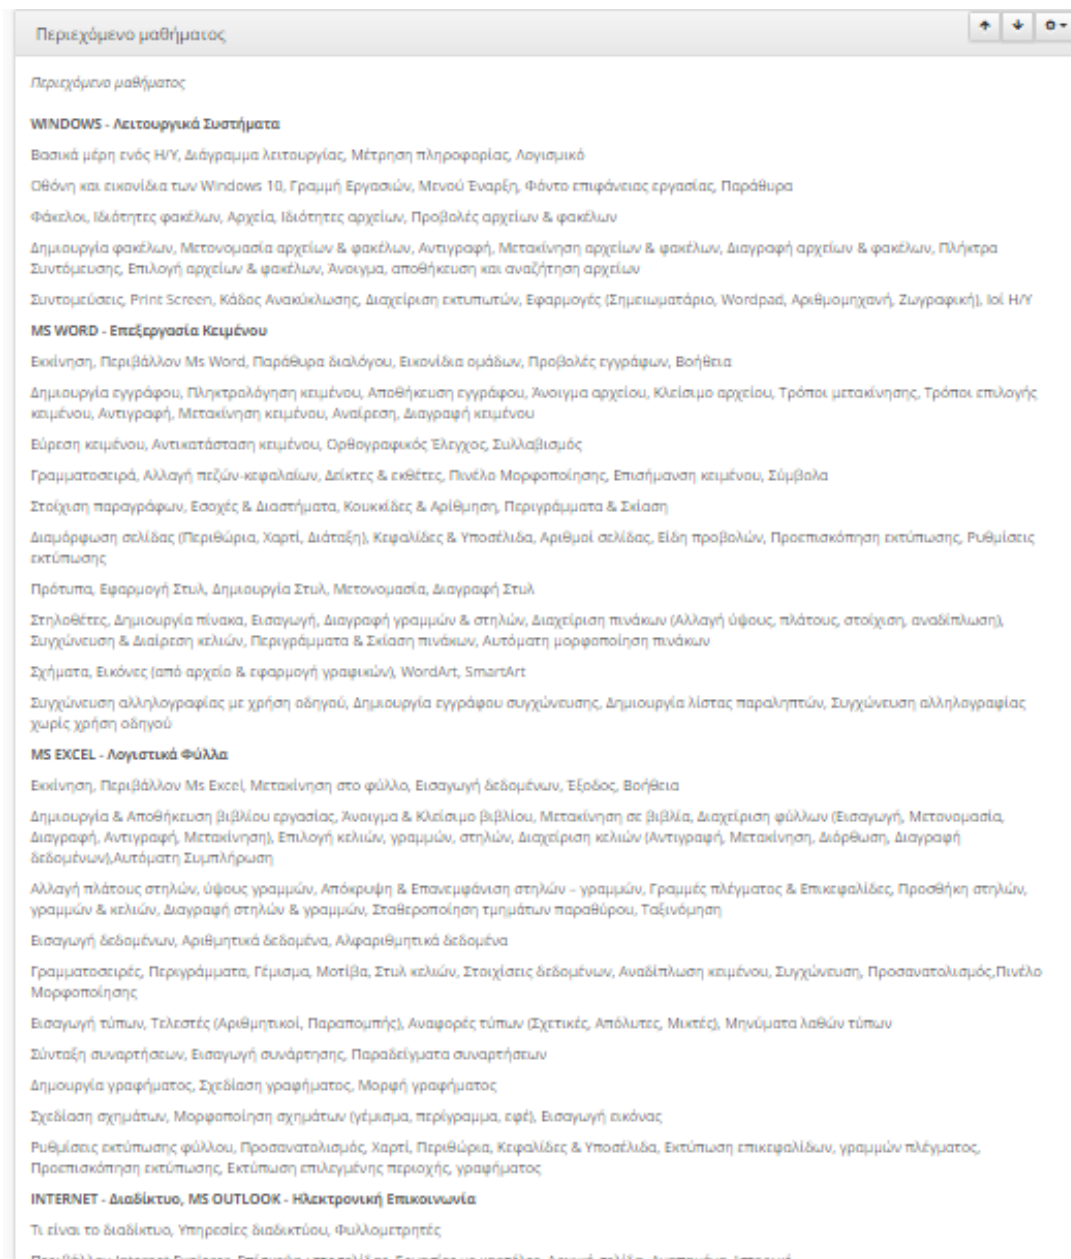 Περιεχόμενο μαθήματος
Περιεχόμενο μαθήματος
WINDOWS - Λειτουργικά Συστήματα
Βασικά μέρη ενός Η/Υ, Διάγραμμα λειτουργίας, Μέτρηση πληροφορίας, Λογισμικό
Οθόνη και εικονίδια των Windows 10, Γραμμή Εργασιών, Μενού Έναρξη, Φόντο επιφάνειας εργασίας, Παράθυρα
Φάκελοι, Ιδιότητες φακέλων, Αρχεία, Ιδιότητες αρχείων, Προβολές αρχείων & φακέλων
Δημιουργία φακέλων, Μετονομασία αρχείων & φακέλων, Αντιγραφή, Μετακίνηση αρχείων & φακέλων, Διαγραφή αρχείων & φακέλων, Πλήκτρα
Συντόμευσης, Επιλογή αρχείων & φακέλων, Άνοιγμα, αποθήκευση και αναζήτηση αρχείων
Συντομεύσεις, Print Screen, Κάδος Ανακύκλωσης, Διαχείριση εκτυπωτών, Εφαρμογές (Σημειωματάριο, Wordpad, Αριθμομηχανή, Ζωγραφική), Ιοί Η/Υ
MS WORD - Επεξεργασία Κειμένου
Εκκίνηση, Περιβάλλον Ms Word, Παράθυρα διαλόγου, Εικονίδια ομάδων, Προβολές εγγράφων, Βοήθεια
Δημιουργία εγγράφου, Πληκτρολόγηση κειμένου, Αποθήκευση εγγράφου, Άνοιγμα αρχείου, Κλείσιμο αρχείου, Τρόποι μετακίνησης, Τρόποι επιλογής
κειμένου, Αντιγραφή, Μετακίνηση κειμένου, Αναίρεση, Διαγραφή κειμένου
Εύρεση κειμένου, Αντικατάσταση κειμένου, Ορθογραφικός Έλεγχος, Συλλαβισμός
Γραμματοσειρά, Αλλαγή πεζών-κεφαλαίων, Δείκτες & εκθέτες, Πινέλο Μορφοποίησης, Επισήμανση κειμένου, Σύμβολα
Στοίχιση παραγράφων, Εσοχές & Διαστήματα, Κουκκίδες & Αρίθμηση, Περιγράμματα & Σκίαση
Διαμόρφωση σελίδας (Περιθώρια, Χαρτί, Διάταξη), Κεφαλίδες & Υποσέλιδα, Αριθμοί σελίδας, Είδη προβολών, Προεπισκόπηση εκτύπωσης, Ρυθμίσεις
εκτύπωσης
Πρότυπα, Εφαρμογή Στυλ, Δημιουργία Στυλ, Μετονομασία, Διαγραφή Στυλ
Στηλοθέτες, Δημιουργία πίνακα, Εισαγωγή, Διαγραφή γραμμών & στηλών, Διαχείριση πινάκων (Αλλαγή ύψους, πλάτους, στοίχιση, αναδίπλωση),
Συγχώνευση & Διαίρεση κελιών, Περιγράμματα & Σκίαση πινάκων, Αυτόματη μορφοποίηση πινάκων
Σχήματα, Εικόνες (από αρχείο & εφαρμογή γραφικών), WordArt, SmartArt
Συγχώνευση αλληλογραφίας με χρήση οδηγού, Δημιουργία εγγράφου συγχώνευσης, Δημιουργία λίστας παραληπτών, Συγχώνευση αλληλογραφίας
χωρίς χρήση οδηγού
MS EXCEL - Λογιστικά Φύλλα
Εκκίνηση, Περιβάλλον Ms Excel, Μετακίνηση στο φύλλο, Εισαγωγή δεδομένων, Έξοδος, Βοήθεια
Δημιουργία & Αποθήκευση βιβλίου εργασίας, Άνοιγμα & Κλείσιμο βιβλίου, Μετακίνηση σε βιβλία, Διαχείριση φύλλων (Εισαγωγή, Μετονομασία,
Διαγραφή, Αντιγραφή, Μετακίνηση), Επιλογή κελιών, γραμμών, στηλών, Διαχείριση κελιών (Αντιγραφή, Μετακίνηση, Διόρθωση, Διαγραφή
δεδομένων),Αυτόματη Συμπλήρωση
Αλλαγή πλάτους στηλών, ύψους γραμμών, Απόκρυψη & Επανεμφάνιση στηλών – γραμμών, Γραμμές πλέγματος & Επικεφαλίδες, Προσθήκη στηλών,
γραμμών & κελιών, Διαγραφή στηλών & γραμμών, Σταθεροποίηση τμημάτων παραθύρου, Ταξινόμηση
Εισαγωγή δεδομένων, Αριθμητικά δεδομένα, Αλφαριθμητικά δεδομένα
Γραμματοσειρές, Περιγράμματα, Γέμισμα, Μοτίβα, Στυλ κελιών, Στοιχίσεις δεδομένων, Αναδίπλωση κειμένου, Συγχώνευση, Προσανατολισμός,Πινέλο
Μορφοποίησης
Εισαγωγή τύπων, Τελεστές (Αριθμητικοί, Παραπομπής), Αναφορές τύπων (Σχετικές, Απόλυτες, Μικτές), Μηνύματα λαθών τύπων
Σύνταξη συναρτήσεων, Εισαγωγή συνάρτησης, Παραδείγματα συναρτήσεων
Δημουργία γραφήματος, Σχεδίαση γραφήματος, Μορφή γραφήματος
Σχεδίαση σχημάτων, Μορφοποίηση σχημάτων (γέμισμα, περίγραμμα, εφέ), Εισαγωγή εικόνας
Ρυθμίσεις εκτύπωσης φύλλου, Προσανατολισμός, Χαρτί, Περιθώρια, Κεφαλίδες & Υποσέλιδα, Εκτύπωση επικεφαλίδων, γραμμών πλέγματος,
Προεπισκόπηση εκτύπωσης, Εκτύπωση επιλεγμένης περιοχής, γραφήματος
INTERNET - Διαδίκτυο, MS OUTLOOK - Ηλεκτρονική Επικοινωνία
Τι είναι το διαδίκτυο, Υπηρεσίες διαδικτύου, Φυλλομετρητές